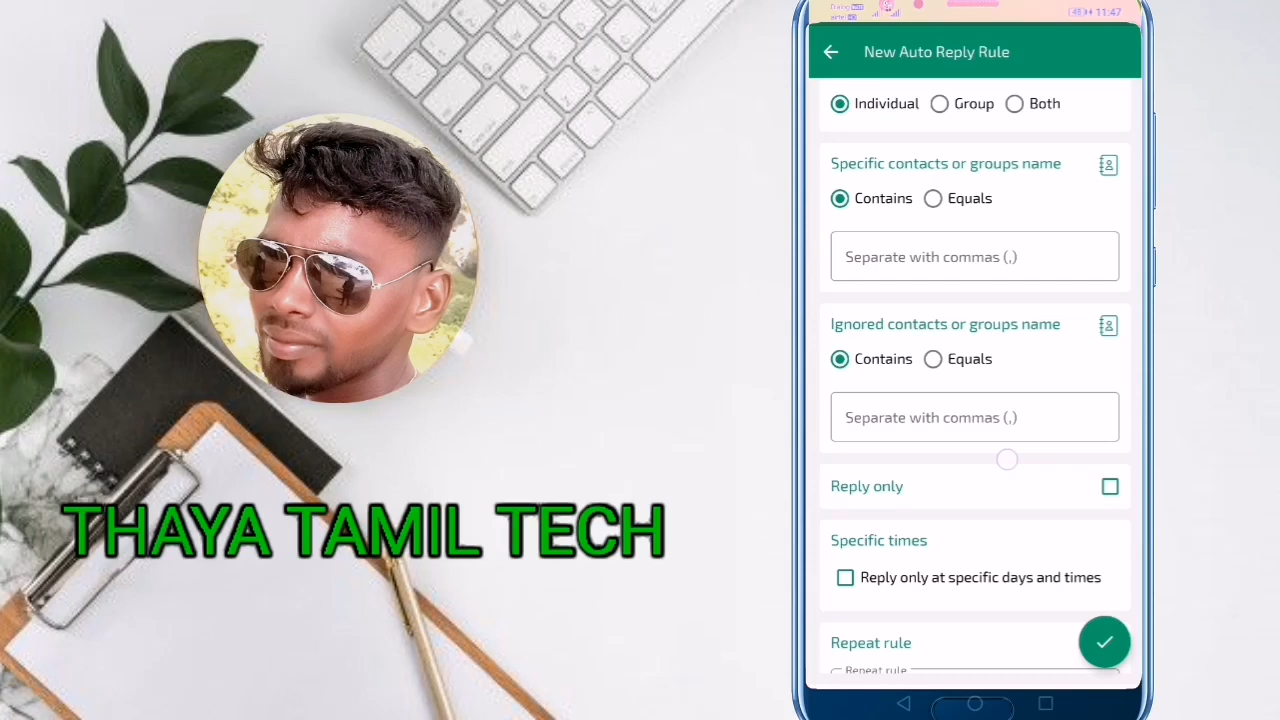 THAYA TAMIL TECH
Dialog
airtel
11:47
New Auto Reply Rule
Individual Group Both
Specific contacts or groups name
Contains Equals
Separate with commas (,)
Ignored contacts or groups name
Contains Equals
Separate with commas (,)
Reply only
Specific times
Reply only at specific days and times
Repeat rule
Repeat rule